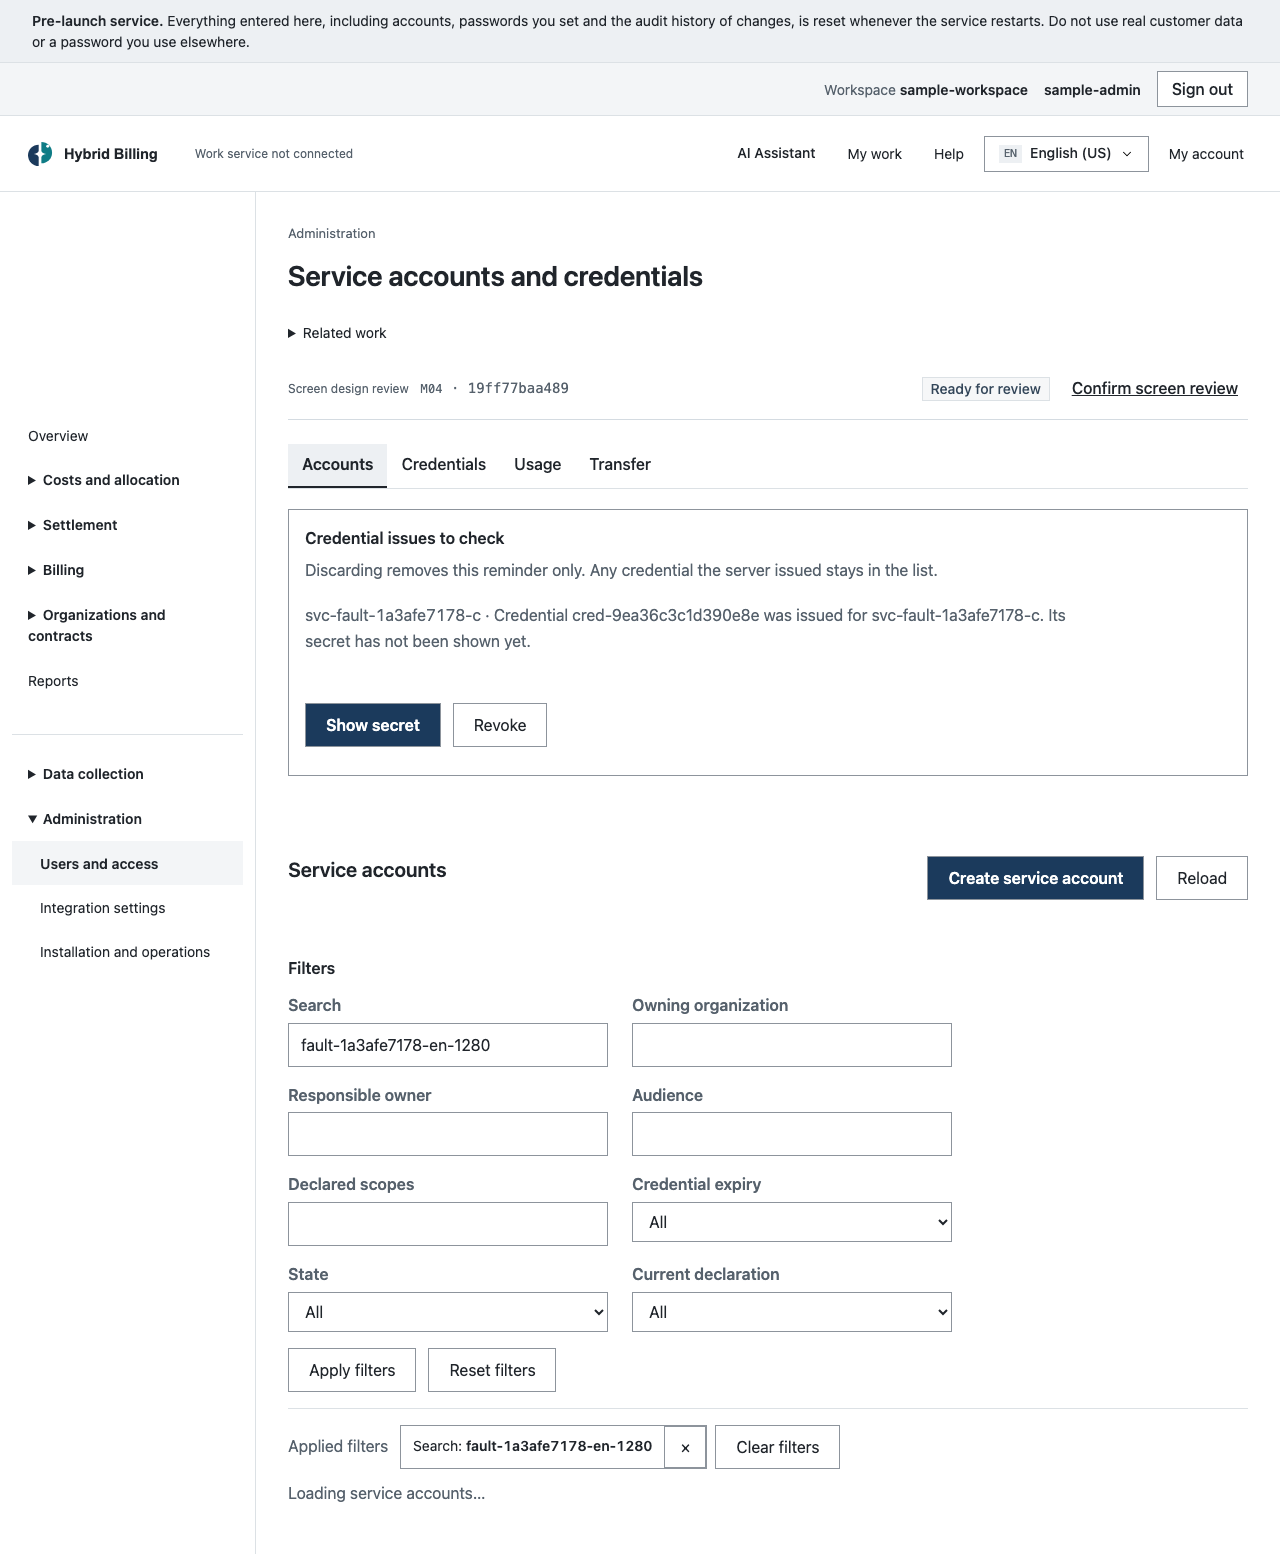 Pre-launch service. Everything entered here, including accounts, passwords you set and the audit history of changes, is reset whenever the service restarts. Do not use real customer data
or a password you use elsewhere.
Workspace sample-workspace sample-admin Sign out
Hybrid Billing Work service not connected AI Assistant My work Help EN English (US) My account
Administration
Service accounts and credentials
Related work
Screen design review M04 · 19ff77baa489 Ready for review Confirm screen review
Overview
Costs and allocation
Settlement
Billing
Organizations and
contracts
Reports
Data collection
Administration
Users and access
Integration settings
Installation and operations
Accounts Credentials Usage Transfer
Credential issues to check
Discarding removes this reminder only. Any credential the server issued stays in the list.
svc-fault-1a3afe7178-c · Credential cred-9ea36c3c1d390e8e was issued for svc-fault-1a3afe7178-c. Its
secret has not been shown yet.
Show secret Revoke
Service accounts Create service account Reload
Filters
Search Owning organization
fault-1a3afe7178-en-1280
Responsible owner Audience
Declared scopes Credential expiry
All
State Current declaration
All All
Apply filters Reset filters
Applied filters Search: fault-1a3afe7178-en-1280 × Clear filters
Loading service accounts...